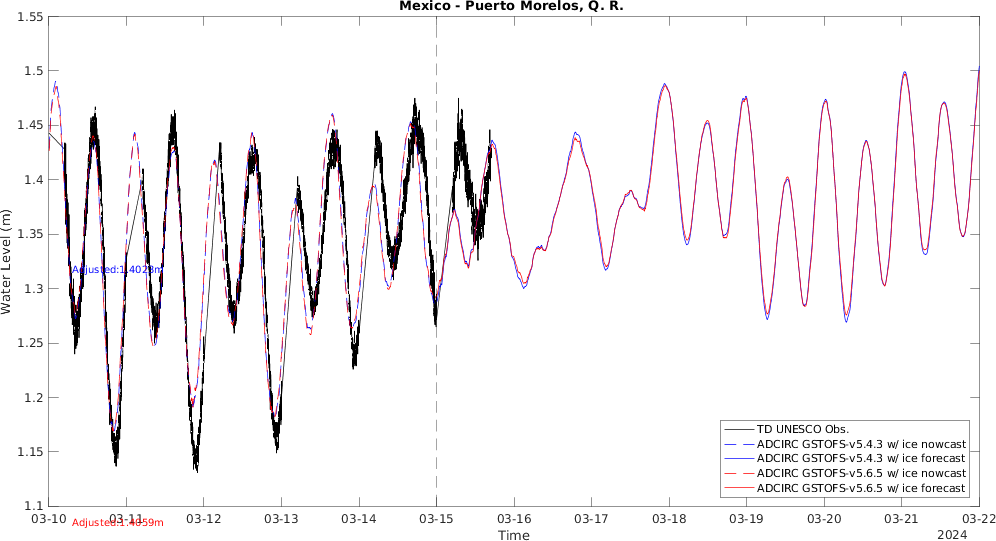 Mexico - Puerto Morelos, Q. R.
1.55
1.5
1.45
1.4
1.35
1.3
1.25
1.2
1.15
1.1
Water Level (m)
Adjusted:1.4023m
TD UNESCO Obs.
ADCIRC GSTOFS-v5.4.3 w/ ice nowcast
ADCIRC GSTOFS-v5.4.3 w/ ice forecast
ADCIRC GSTOFS-v5.6.5 w/ ice nowcast
ADCIRC GSTOFS-v5.6.5 w/ ice forecast
03-10 03-11 03-12 03-13 03-14 03-15 03-16 03-17 03-18 03-19 03-20 03-21 03-22
Adjusted:1.4059m
Time
2024